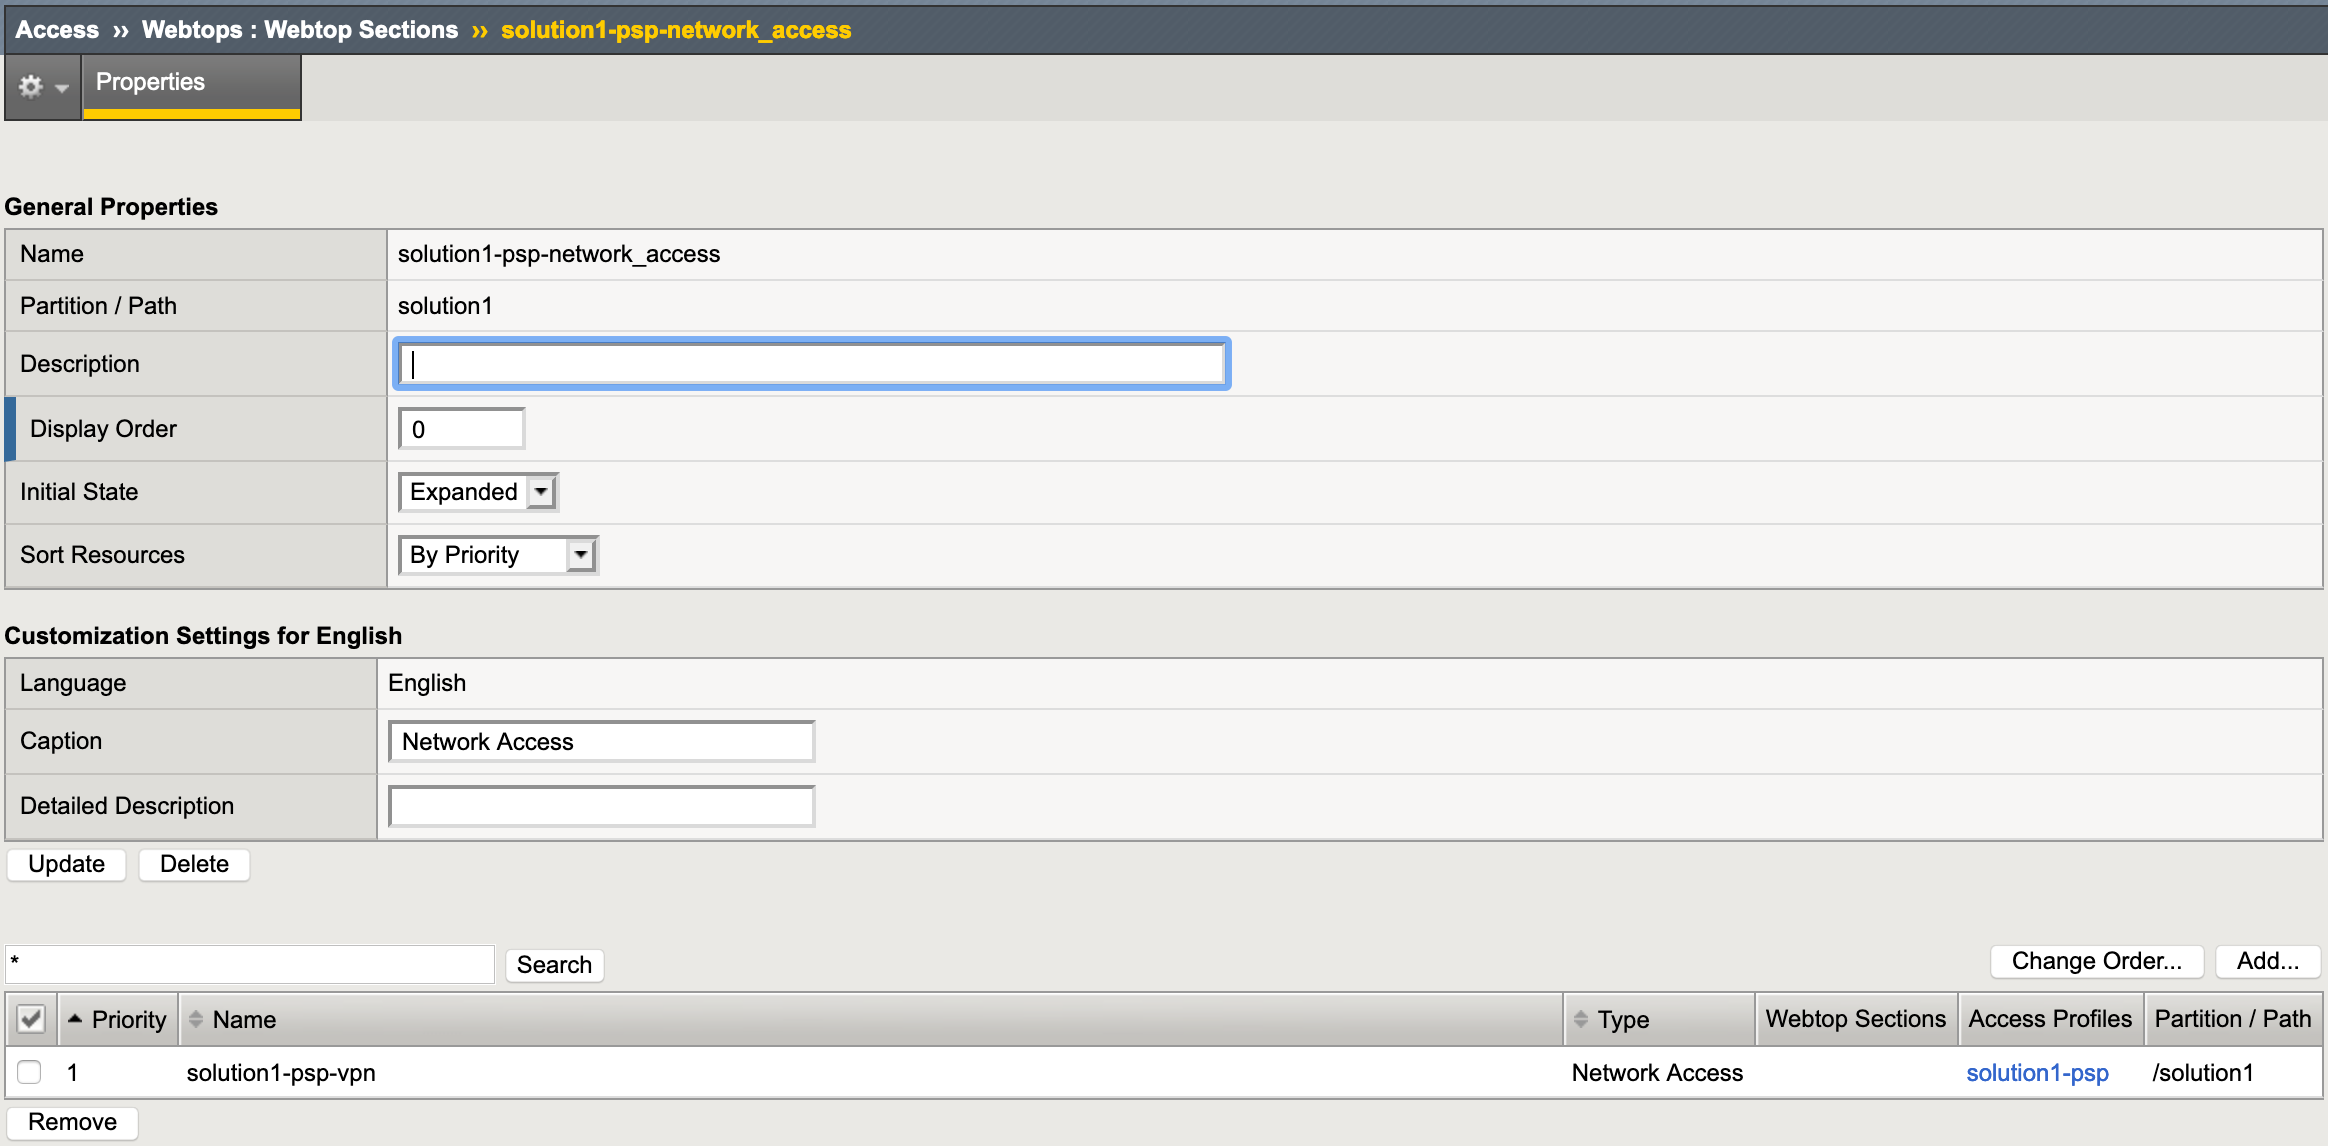 Access » Webtops : Webtop Sections » solution1-psp-network_access
Properties
General Properties
Name solution1-psp-network_access
Partition / Path solution1
Description
Display Order 0
Initial State Expanded
Sort Resources By Priority
Customization Settings for English
Language English
Caption Network Access
Detailed Description
Update Delete
* Search Change Order... Add...
Priority Name Type Webtop Sections Access Profiles Partition / Path
1 solution1-psp-vpn Network Access solution1-psp /solution1
Remove